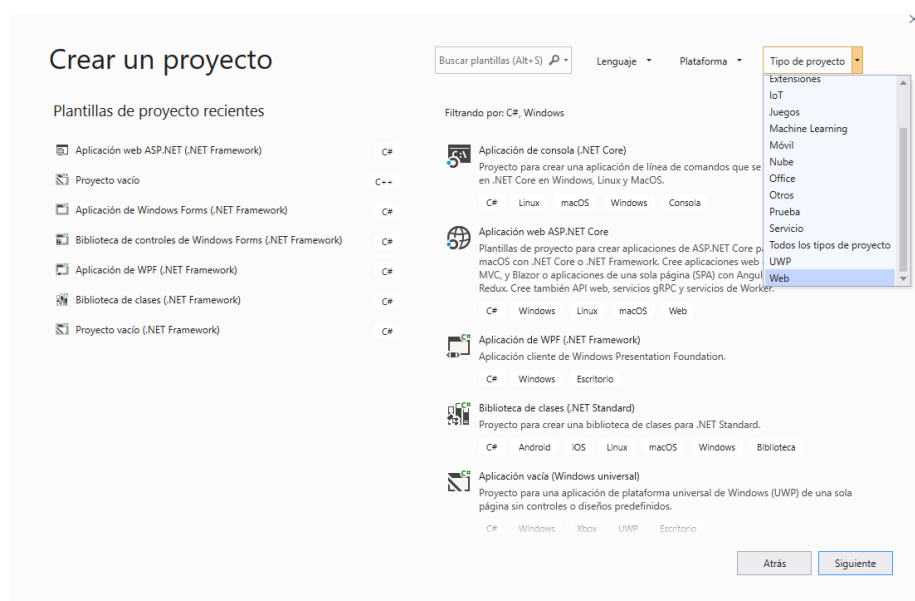 Crear un proyecto
Buscar plantillas (Alt+S)
Lenguaje
Plataforma
Tipo de proyecto
Plantillas de proyecto recientes
Aplicación web ASP.NET (.NET Framework) C#
Proyecto vacío C++
Aplicación de Windows Forms (.NET Framework) C#
Biblioteca de controles de Windows Forms (.NET Framework) C#
Aplicación de WPF (.NET Framework) C#
Biblioteca de clases (.NET Framework) C#
Proyecto vacío (.NET Framework) C#
Filtrando por: C#, Windows
Aplicación de consola (.NET Core)
Proyecto para crear una aplicación de línea de comandos que se
en .NET Core en Windows, Linux y MacOS.
C# Linux macOS Windows Consola
Aplicación web ASP.NET Core
Plantillas de proyecto para crear aplicaciones de ASP.NET Core
macOS con .NET Core o .NET Framework. Cree aplicaciones web
MVC, y Blazor o aplicaciones de una sola página (SPA) con
Redux. Cree también API web, servicios gRPC y servicios de Worker.
C# Windows Linux macOS Web
Aplicación de WPF (.NET Framework)
Aplicación cliente de Windows Presentation Foundation.
C# Windows Escritorio
Biblioteca de clases (.NET Standard)
Proyecto para crear una biblioteca de clases para .NET Standard.
C# Android iOS Linux macOS Windows Biblioteca
Aplicación vacía (Windows universal)
Proyecto para una aplicación de plataforma universal de Windows (UWP) de una sola
página sin controles o diseños predefinidos.
C# Windows Xbox UWP Escritorio
Extensiones
IoT
Juegos
Machine Learning
Móvil
Nube
Office
Otros
Prueba
Servicio
Todos los tipos de proyecto
UWP
Web
Atrás
Siguiente